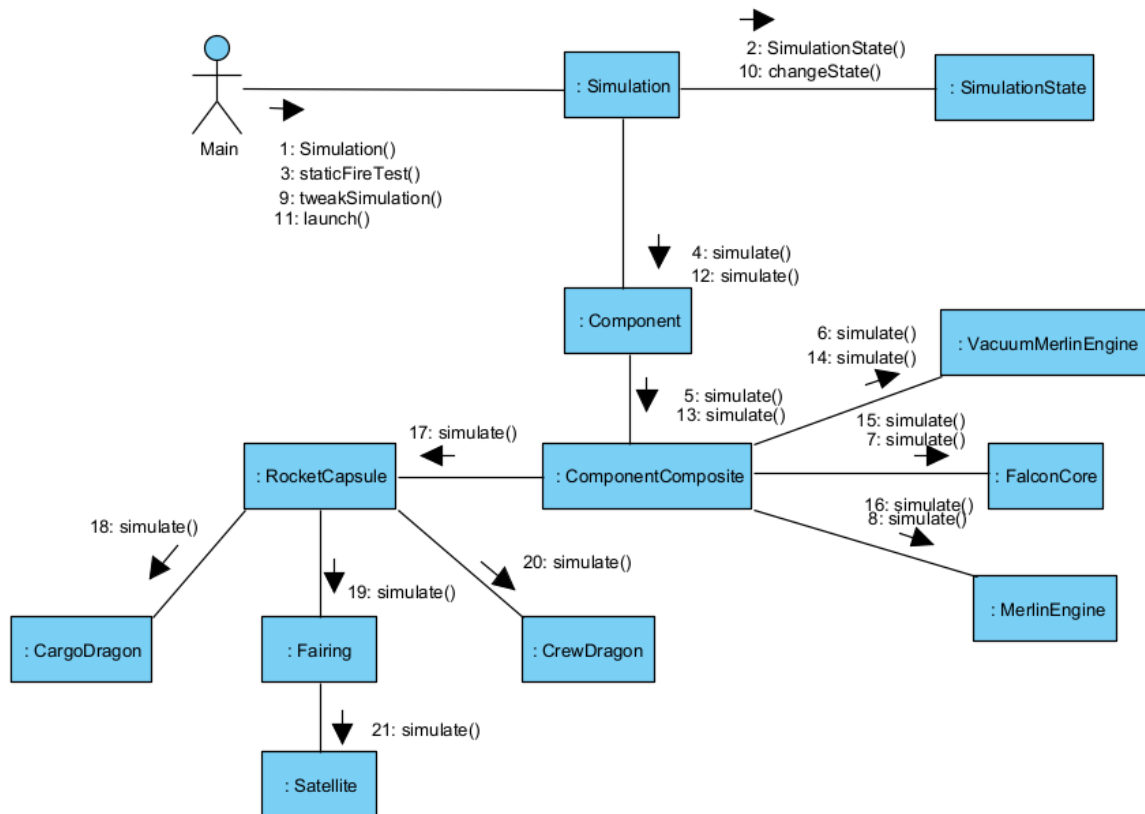 2: SimulationState()
10: changeState()
: Simulation
: SimulationState
Main
1: Simulation()
3: staticFireTest()
9: tweakSimulation()
11: launch()
4: simulate()
12: simulate()
: Component
6: simulate()
14: simulate()
: VacuumMerlinEngine
5: simulate()
13: simulate()
15: simulate()
7: simulate()
17: simulate()
: RocketCapsule
: ComponentComposite
: FalconCore
16: simulate()
8: simulate()
18: simulate()
20: simulate()
19: simulate()
: MerlinEngine
: CargoDragon
: Fairing
: CrewDragon
21: simulate()
: Satellite